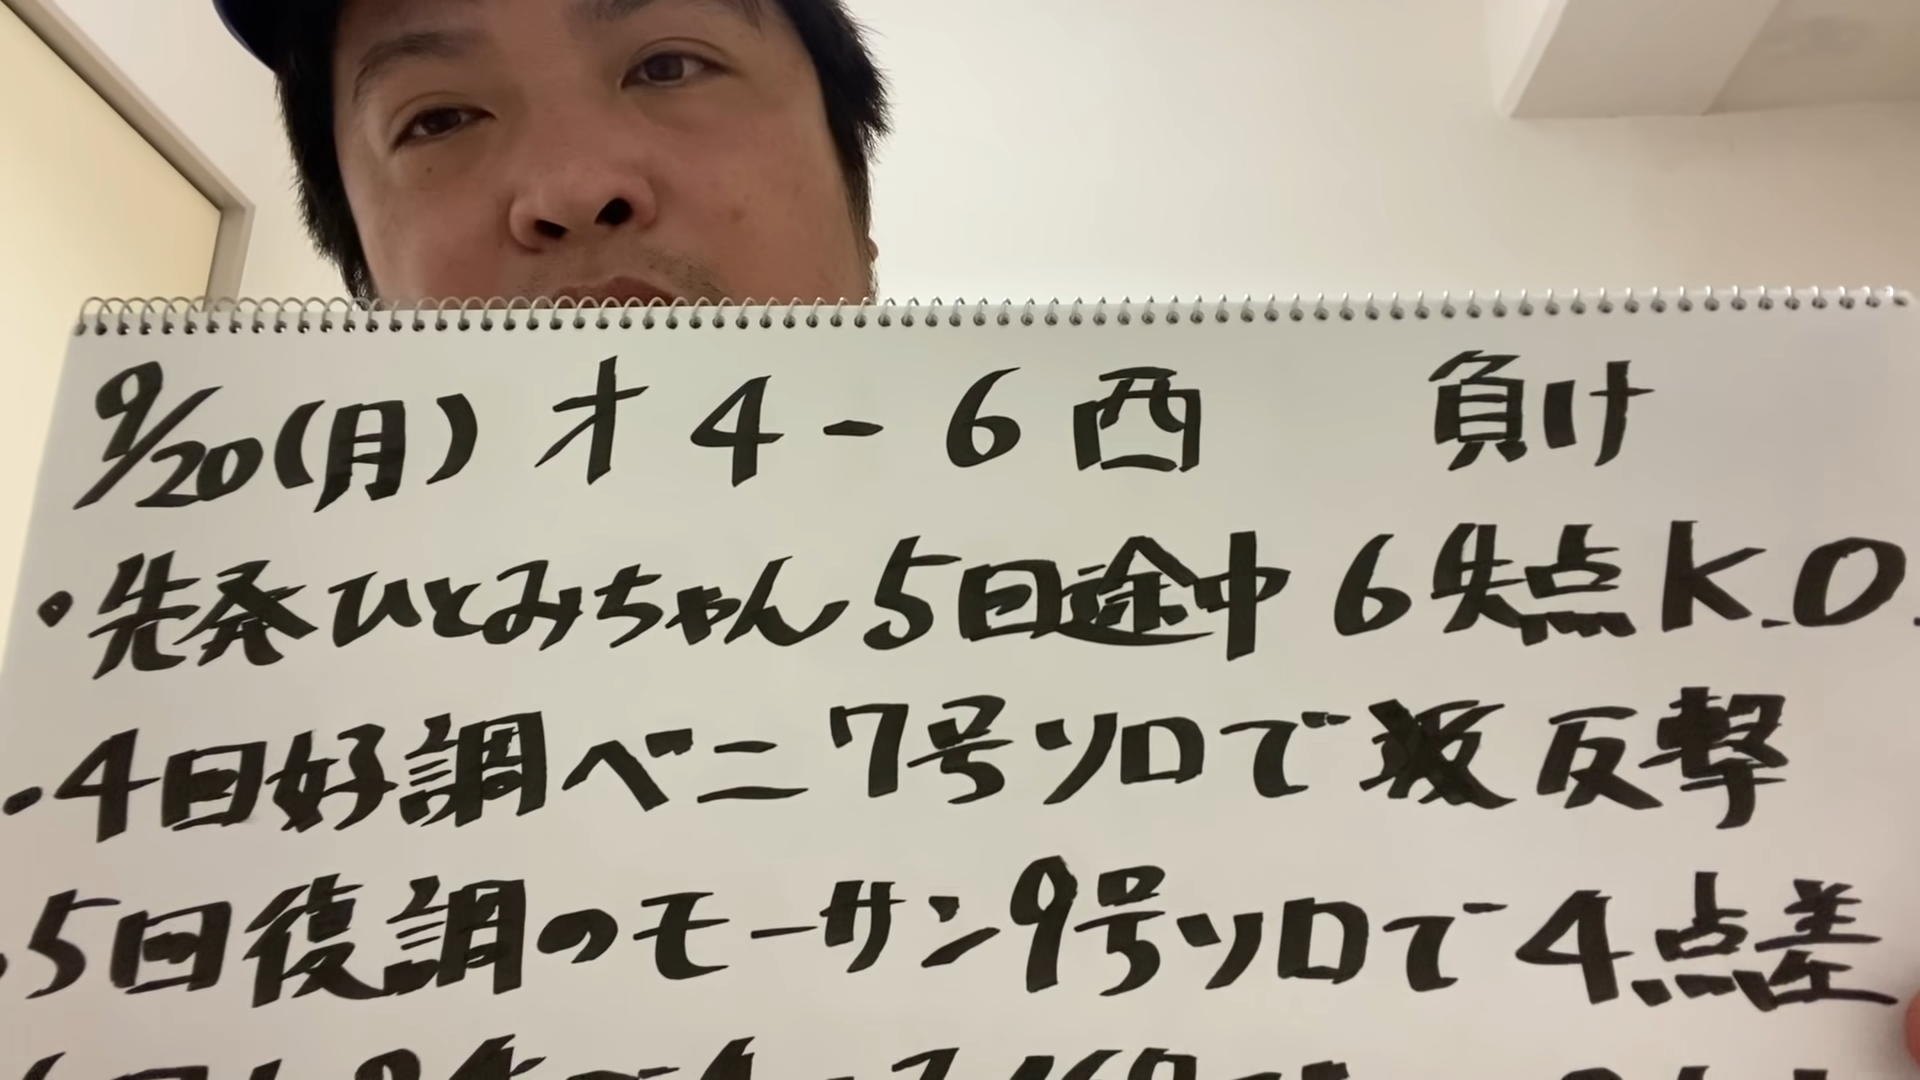 9/20(月) オ 4 - 6 西 負け
・先発ひとみちゃん5回途中 6失点K.O.
・4回好調ベニー7号ソロで 反撃
・5回復調のモーサン9号ソロで4点差